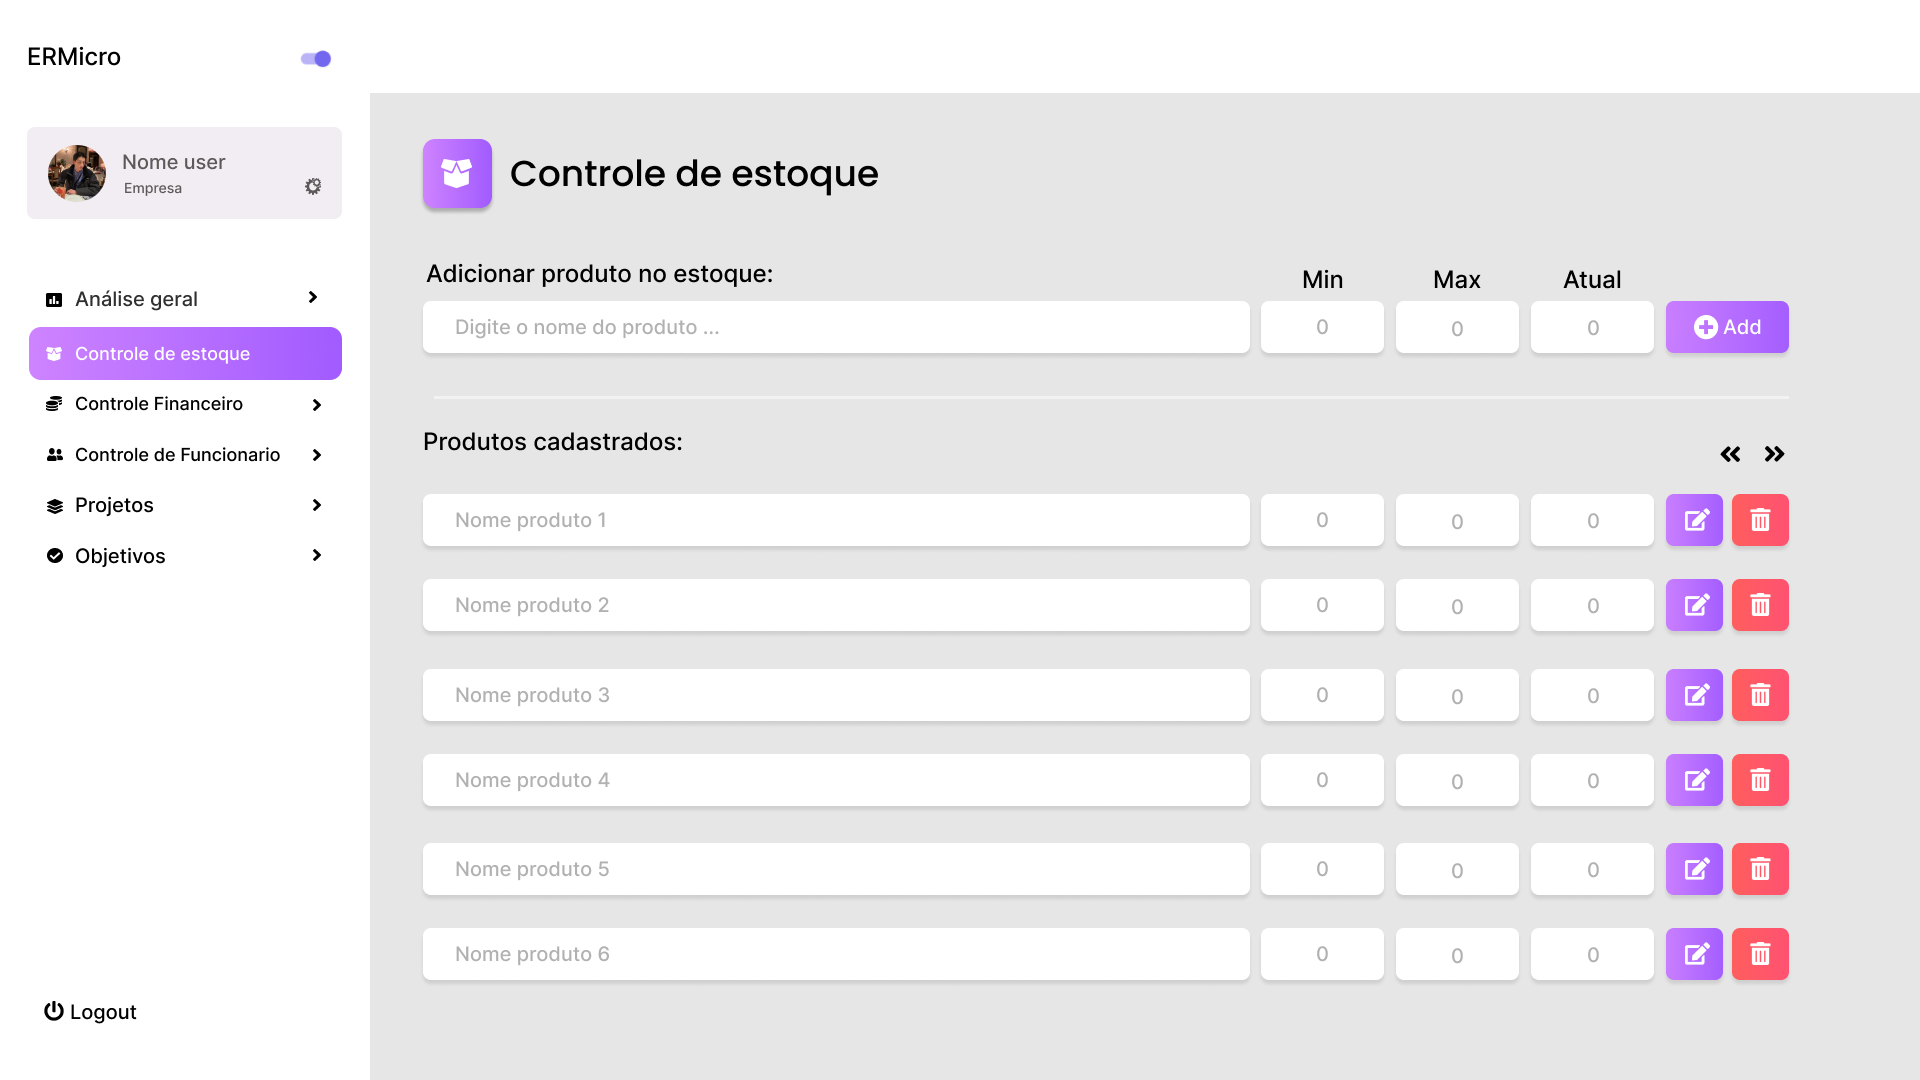 ERMicro
Nome user
Empresa
Análise geral
Controle de estoque
Controle Financeiro
Controle de Funcionario
Projetos
Objetivos
Logout
Controle de estoque
Adicionar produto no estoque:
Min Max Atual
Digite o nome do produto ... 0 0 0 Add
Produtos cadastrados:
Nome produto 1 0 0 0
Nome produto 2 0 0 0
Nome produto 3 0 0 0
Nome produto 4 0 0 0
Nome produto 5 0 0 0
Nome produto 6 0 0 0